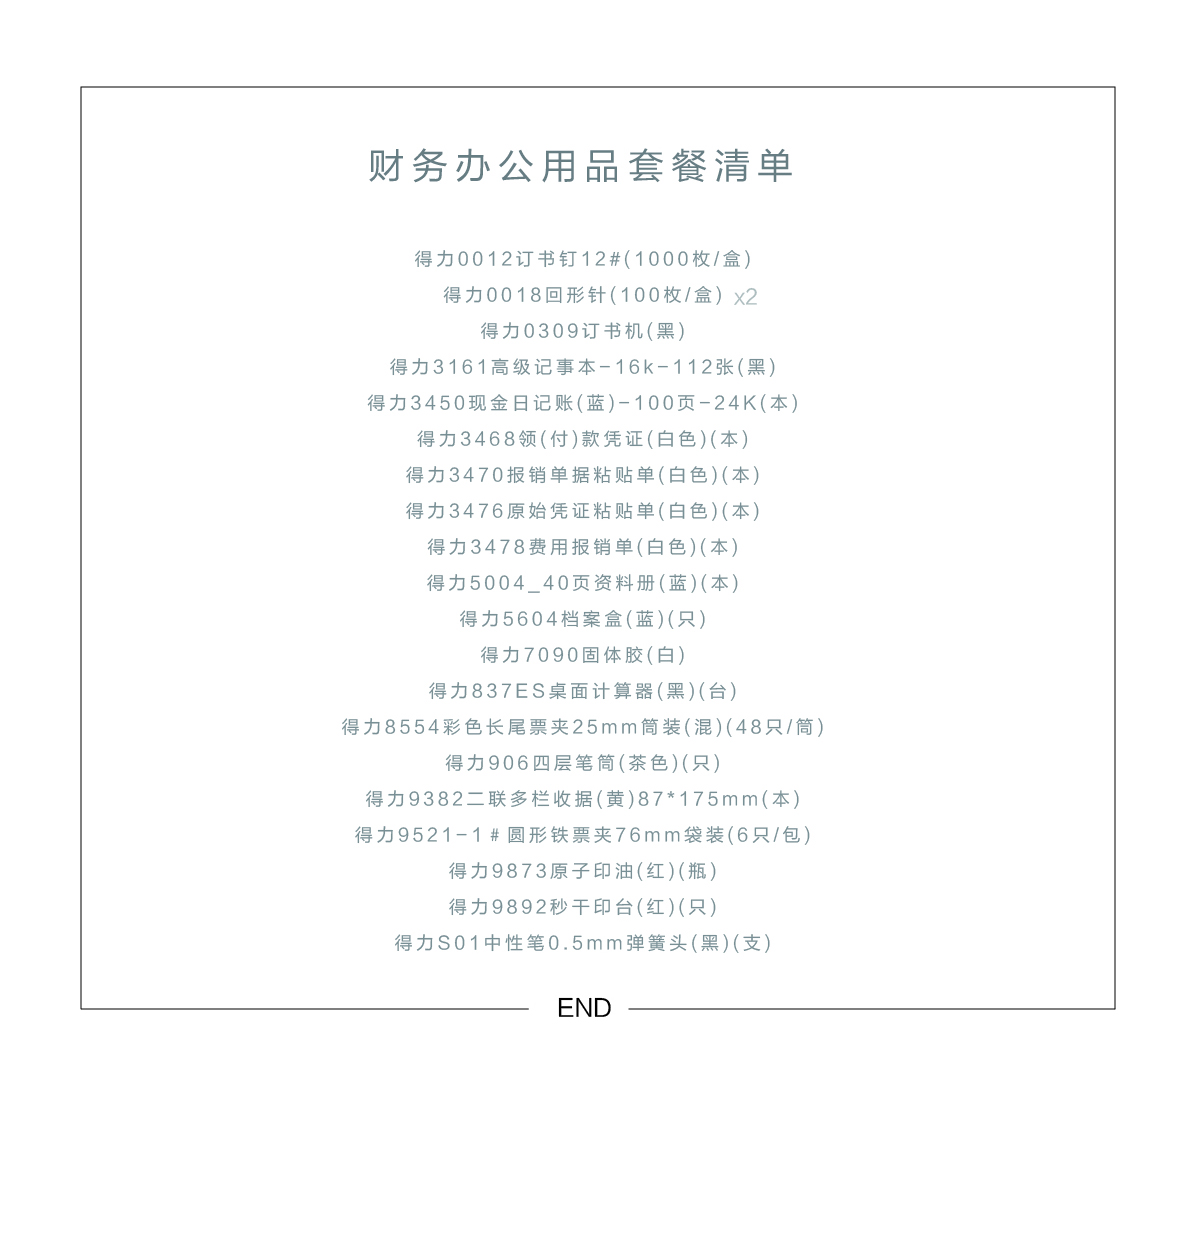 财务办公用品套餐清单
得力0012订书钉12#(1000枚/盒)
得力0018回形针(100枚/盒) x2
得力0309订书机(黑)
得力3161高级记事本-16k-112张(黑)
得力3450现金日记账(蓝)-100页-24K(本)
得力3468领(付)款凭证(白色)(本)
得力3470报销单据粘贴单(白色)(本)
得力3476原始凭证粘贴单(白色)(本)
得力3478费用报销单(白色)(本)
得力5004_40页资料册(蓝)(本)
得力5604档案盒(蓝)(只)
得力7090固体胶(白)
得力837ES桌面计算器(黑)(台)
得力8554彩色长尾票夹25mm筒装(混)(48只/筒)
得力906四层笔筒(茶色)(只)
得力9382二联多栏收据(黄)87*175mm(本)
得力9521-1＃圆形铁票夹76mm袋装(6只/包)
得力9873原子印油(红)(瓶)
得力9892秒干印台(红)(只)
得力S01中性笔0.5mm弹簧头(黑)(支)
END